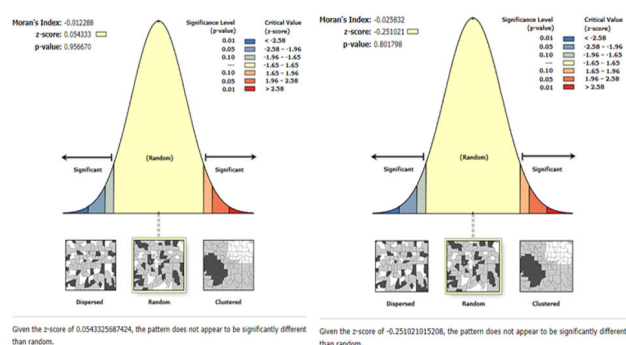 Moran's Index: -0.012288
z-score: 0.054333
p-value: 0.956670
Significance Level
(p-value)
Critical Value
(z-score)
0.01 < -2.58
0.05 -2.58 - -1.96
0.10 -1.96 - -1.65
--- -1.65 - 1.65
0.10 1.65 - 1.96
0.05 1.96 - 2.58
0.01 > 2.58
(Random)
Significant
Significant
Dispersed
Random
Clustered
Given the z-score of 0.0543325687424, the pattern does not appear to be significantly different
than random.
Moran's Index: -0.025832
z-score: -0.251021
p-value: 0.801798
Significance Level
(p-value)
Critical Value
(z-score)
0.01 < -2.58
0.05 -2.58 - -1.96
0.10 -1.96 - -1.65
--- -1.65 - 1.65
0.10 1.65 - 1.96
0.05 1.96 - 2.58
0.01 > 2.58
(Random)
Significant
Significant
Dispersed
Random
Clustered
Given the z-score of -0.251021015208, the pattern does not appear to be significantly different
than random.